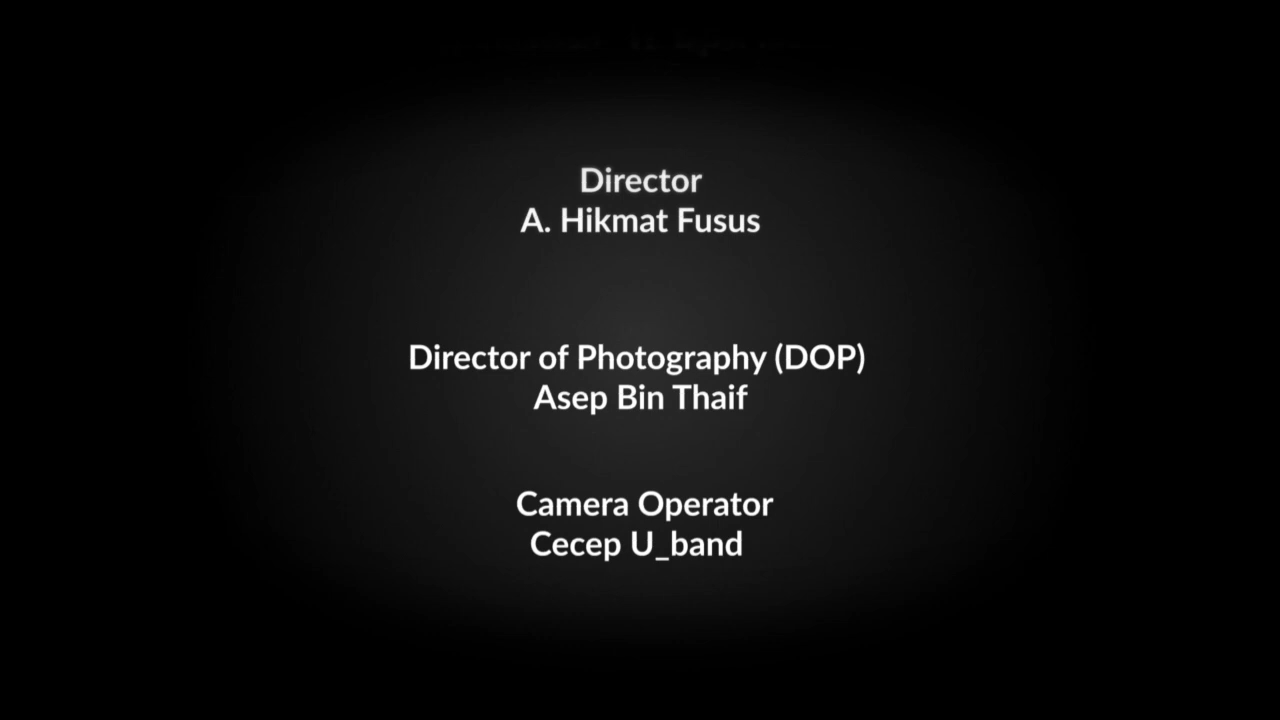 Director
A. Hikmat Fusus
Director of Photography (DOP)
Asep Bin Thaif
Camera Operator
Cecep U_band